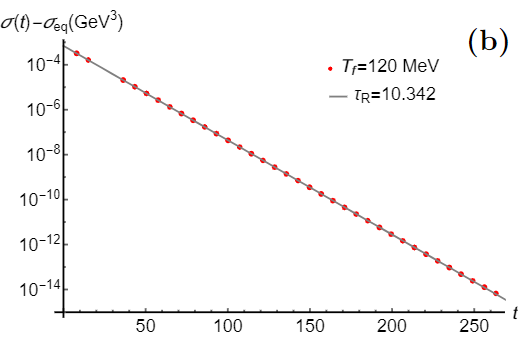 σ(t)−σeq(GeV³)
(b)
10⁻⁴
Tf=120 MeV
τR=10.342
10⁻⁶
10⁻⁸
10⁻¹⁰
10⁻¹²
10⁻¹⁴
50 100 150 200 250 t